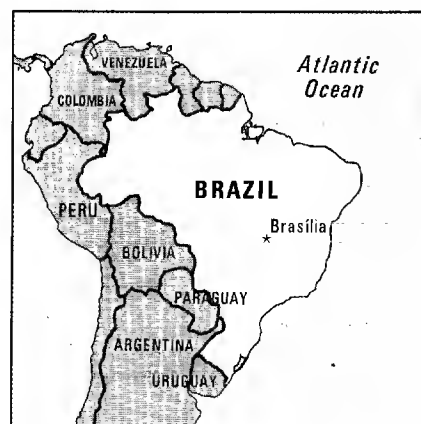 VENEZUELA
Atlantic
Ocean
COLOMBIA
BRAZIL
PERU
Brasília
BOLIVIA
PARAGUAY
ARGENTINA
URUGUAY